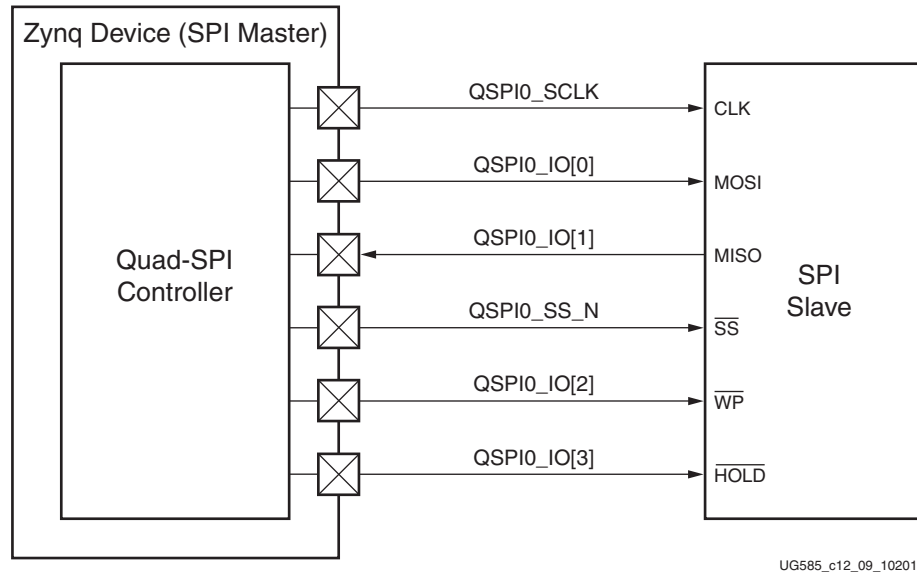 Zynq Device (SPI Master)
Quad-SPI
Controller
QSPI0_SCLK
CLK
QSPI0_IO[0]
MOSI
QSPI0_IO[1]
MISO
QSPI0_SS_N
SS
QSPI0_IO[2]
WP
QSPI0_IO[3]
HOLD
SPI
Slave
UG585_c12_09_10201